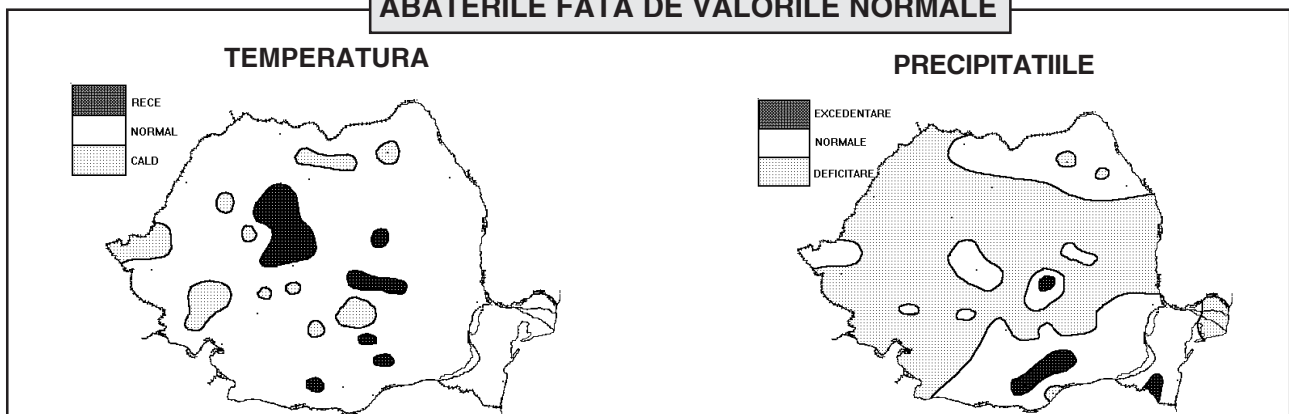 ABATERILE FATA DE VALORILE NORMALE
TEMPERATURA
RECE
NORMAL
CALD
PRECIPITATIILE
EXCEDENTARE
NORMALE
DEFICITARE